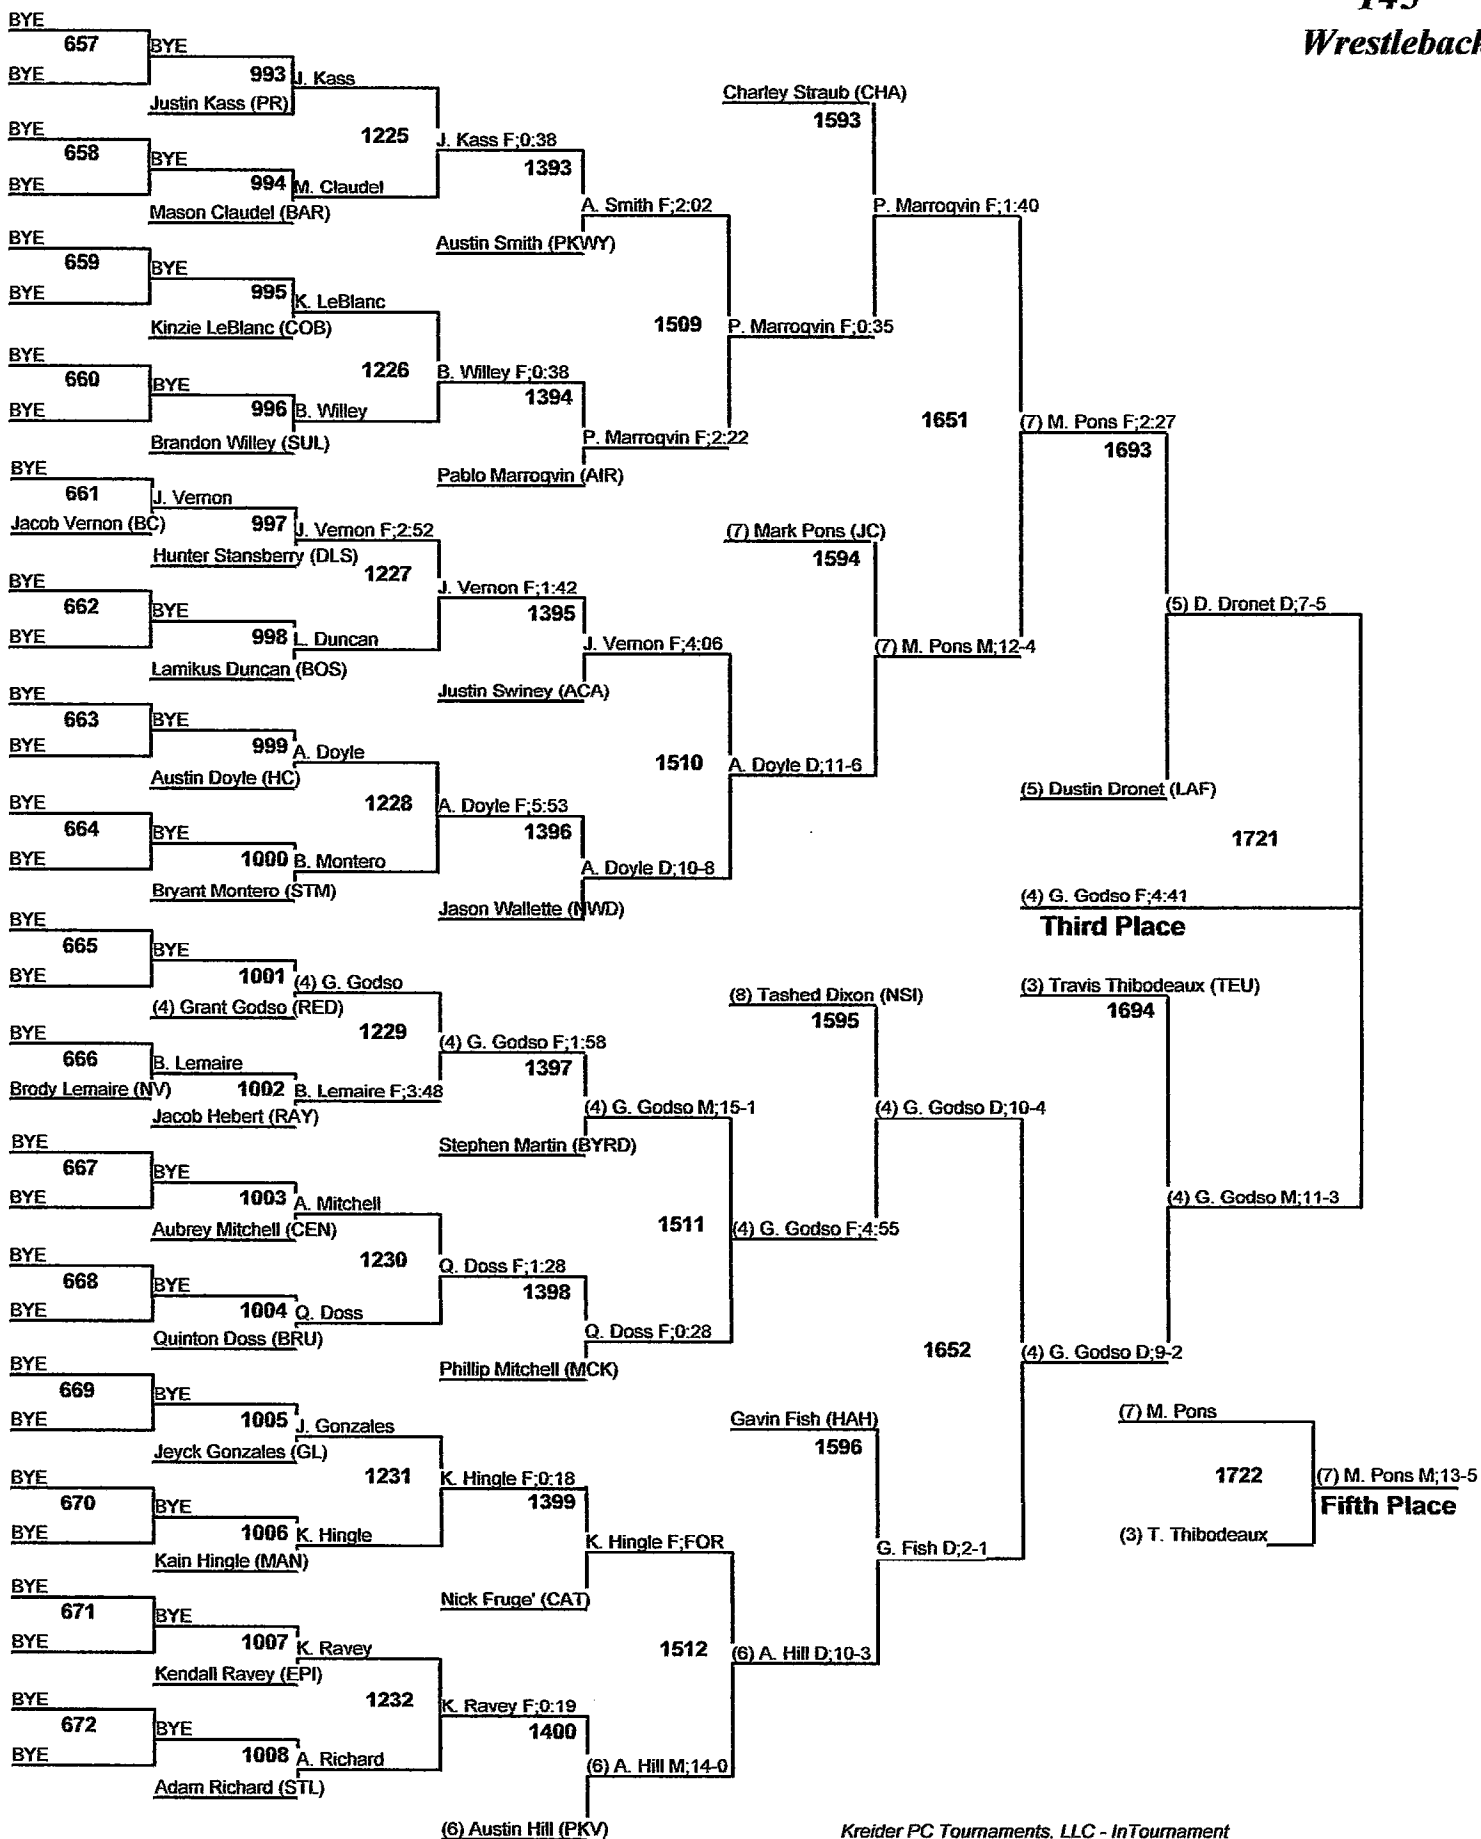 145
Wrestleback
BYE
657
BYE
BYE
993
J. Kass
Justin Kass (PR)
1225
J. Kass F;0:38
BYE
658
BYE
BYE
994
M. Claudel
Mason Claudel (BAR)
1393
A. Smith F;2:02
Austin Smith (PKWY)
BYE
659
BYE
BYE
995
K. LeBlanc
Kinzie LeBlanc (COB)
1226
B. Willey F;0:38
BYE
660
BYE
BYE
996
B. Willey
Brandon Willey (SUL)
1394
P. Marroqvin F;2:22
Pablo Marroqvin (AIR)
1509
P. Marroqvin F;0:35
Charley Straub (CHA)
1593
P. Marroqvin F;1:40
BYE
661
Jacob Vernon (BC)
J. Vernon
997
J. Vernon F;2:52
Hunter Stansberry (DLS)
1227
J. Vernon F;1:42
BYE
662
BYE
BYE
998
L. Duncan
Lamikus Duncan (BOS)
1395
J. Vernon F;4:06
Justin Swiney (ACA)
BYE
663
BYE
BYE
999
A. Doyle
Austin Doyle (HC)
1228
A. Doyle F;5:53
BYE
664
BYE
BYE
1000
B. Montero
Bryant Montero (STM)
1396
A. Doyle D;10-8
Jason Wallette (NWD)
1510
A. Doyle D;11-6
(7) Mark Pons (JC)
1594
(7) M. Pons M;12-4
1651
(7) M. Pons F;2:27
1693
(5) D. Dronet D;7-5
(5) Dustin Dronet (LAF)
1721
(4) G. Godso F;4:41
Third Place
BYE
665
BYE
BYE
1001
(4) G. Godso
(4) Grant Godso (RED)
1229
(4) G. Godso F;1:58
BYE
666
Brody Lemaire (NV)
B. Lemaire
1002
B. Lemaire F;3:48
Jacob Hebert (RAY)
1397
(4) G. Godso M;15-1
Stephen Martin (BYRD)
BYE
667
BYE
BYE
1003
A. Mitchell
Aubrey Mitchell (CEN)
1230
Q. Doss F;1:28
BYE
668
BYE
BYE
1004
Q. Doss
Quinton Doss (BRU)
1398
Q. Doss F;0:28
Phillip Mitchell (MCK)
1511
(4) G. Godso F;4:55
(8) Tashed Dixon (NSI)
1595
(4) G. Godso D;10-4
BYE
669
BYE
BYE
1005
J. Gonzales
Jeyck Gonzales (GL)
1231
K. Hingle F;0:18
BYE
670
BYE
BYE
1006
K. Hingle
Kain Hingle (MAN)
1399
K. Hingle F;FOR
Nick Fruge' (CAT)
BYE
671
BYE
BYE
1007
K. Ravey
Kendall Ravey (EPI)
1232
K. Ravey F;0:19
BYE
672
BYE
BYE
1008
A. Richard
Adam Richard (STL)
1400
(6) A. Hill M;14-0
(6) Austin Hill (PKV)
1512
(6) A. Hill D;10-3
Gavin Fish (HAH)
1596
G. Fish D;2-1
1652
(4) G. Godso D;9-2
(3) Travis Thibodeaux (TEU)
1694
(4) G. Godso M;11-3
(7) M. Pons
1722
(3) T. Thibodeaux
(7) M. Pons M;13-5
Fifth Place
Kreider PC Tournaments, LLC - InTournament